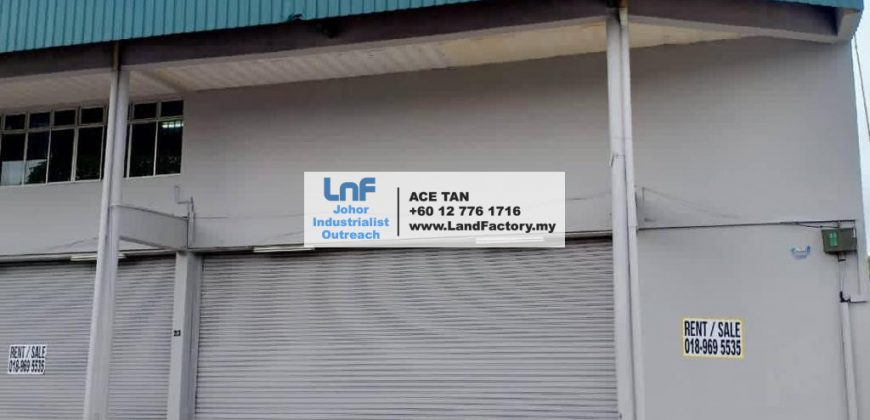 LnF
Johor
Industrialist
Outreach
ACE TAN
+60 12 776 1716
www.LandFactory.my
RENT / SALE
018-969 5535
RENT / SALE
018-969 5535